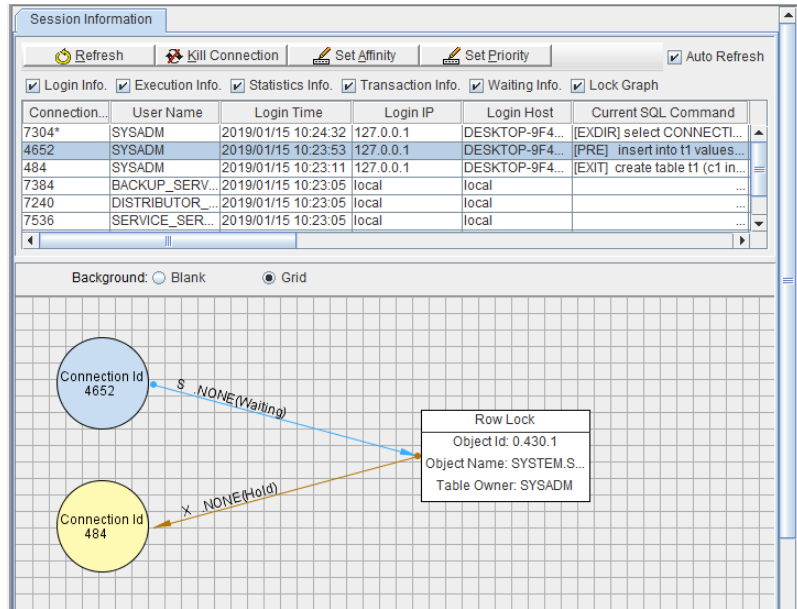 Session Information
Refresh Kill Connection Set Affinity Set Priority Auto Refresh
Login Info. Execution Info. Statistics Info. Transaction Info. Waiting Info. Lock Graph
Connection... User Name Login Time Login IP Login Host Current SQL Command
7304* SYSADM 2019/01/15 10:24:32 127.0.0.1 DESKTOP-9F4... [EXDIR] select CONNECTI...
4652 SYSADM 2019/01/15 10:23:53 127.0.0.1 DESKTOP-9F4... [PRE] insert into t1 values...
484 SYSADM 2019/01/15 10:23:11 127.0.0.1 DESKTOP-9F4... [EXIT] create table t1 (c1 in...
7384 BACKUP_SERV... 2019/01/15 10:23:05 local local ...
7240 DISTRIBUTOR_... 2019/01/15 10:23:05 local local ...
7536 SERVICE_SER... 2019/01/15 10:23:05 local local ...
Background: Blank Grid
Connection Id
4652
S .NONE(Waiting)
Row Lock
Object Id: 0.430.1
Object Name: SYSTEM.S...
Table Owner: SYSADM
X .NONE(Hold)
Connection Id
484